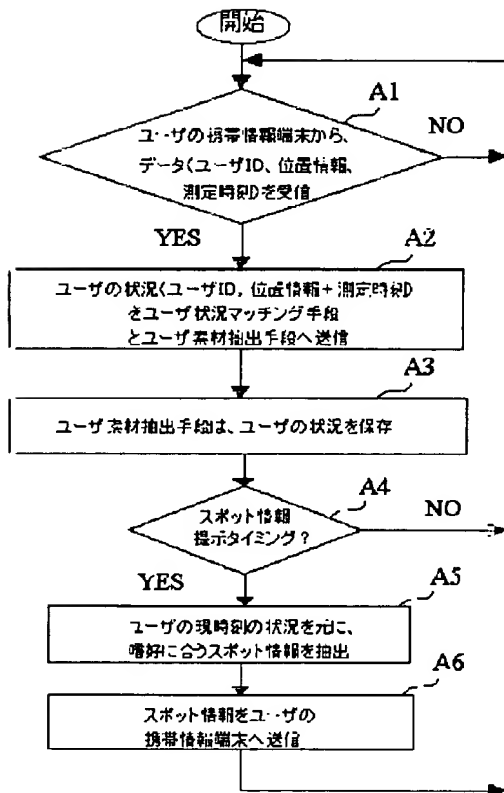 開始
A1
ユーザの携帯情報端末から、
データ(ユーザID、位置情報、
測定時刻)を受信
NO
YES
A2
ユーザの状況(ユーザID, 位置情報+測定時刻)
をユーザ状況マッチング手段
とユーザ素材抽出手段へ送信
A3
ユーザ素材抽出手段は、ユーザの状況を保存
A4
スポット情報
提示タイミング?
NO
YES
A5
ユーザの現時刻の状況を元に、
嗜好に合うスポット情報を抽出
A6
スポット情報をユーザの
携帯情報端末へ送信